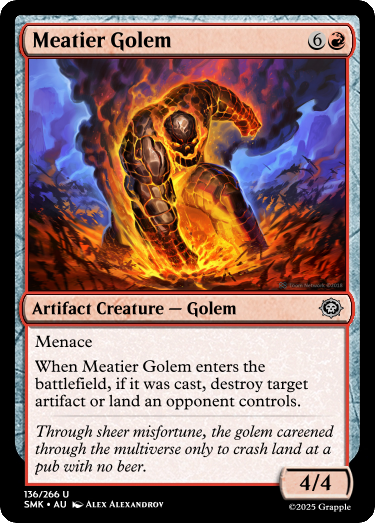 Meatier Golem 6
Artifact Creature — Golem
Menace
When Meatier Golem enters the
battlefield, if it was cast, destroy target
artifact or land an opponent controls.
Through sheer misfortune, the golem careened
through the multiverse only to crash land at a
pub with no beer.
4/4
136/266 U
SMK • AU Alex Alexandrov
©2025 Grapple